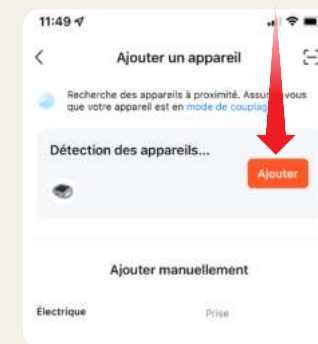 11:49
Ajouter un appareil
Recherche des appareils à proximité. Assurez-vous
que votre appareil est en mode de couplage
Détection des appareils...
Ajouter
Ajouter manuellement
Électrique
Prise